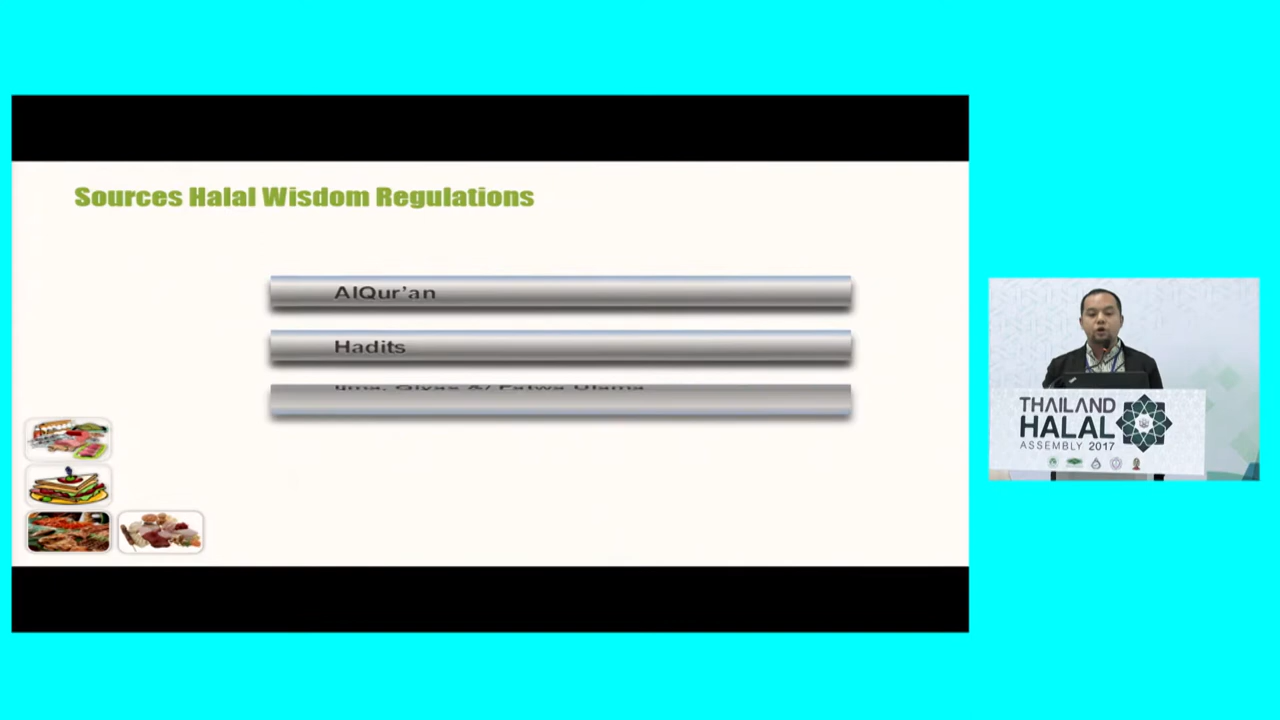 Sources Halal Wisdom Regulations
AlQur'an
Hadits
Ijma, Qiyas &/ Fatwa Ulama
THAILAND
HALAL
ASSEMBLY 2017